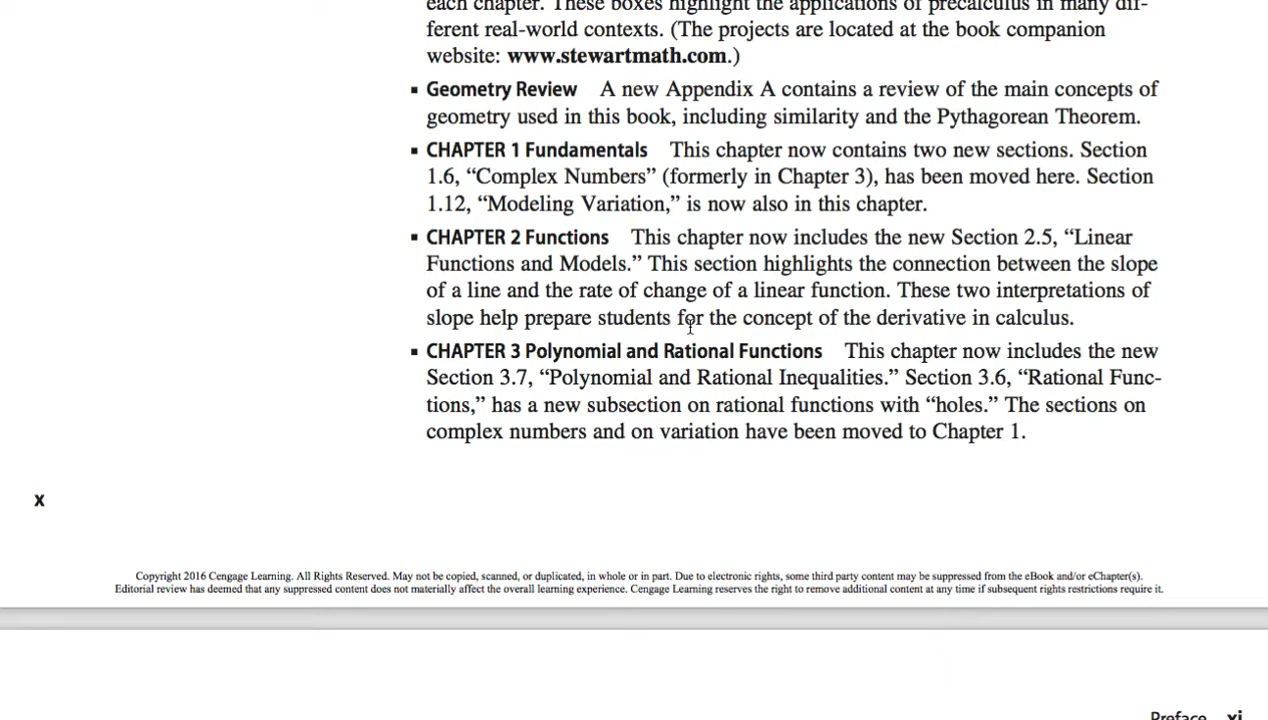 each chapter. These boxes highlight the applications of precalculus in many dif-
ferent real-world contexts. (The projects are located at the book companion
website: www.stewartmath.com.)
▪ Geometry Review A new Appendix A contains a review of the main concepts of
geometry used in this book, including similarity and the Pythagorean Theorem.
▪ CHAPTER 1 Fundamentals This chapter now contains two new sections. Section
1.6, “Complex Numbers” (formerly in Chapter 3), has been moved here. Section
1.12, “Modeling Variation,” is now also in this chapter.
▪ CHAPTER 2 Functions This chapter now includes the new Section 2.5, “Linear
Functions and Models.” This section highlights the connection between the slope
of a line and the rate of change of a linear function. These two interpretations of
slope help prepare students for the concept of the derivative in calculus.
▪ CHAPTER 3 Polynomial and Rational Functions This chapter now includes the new
Section 3.7, “Polynomial and Rational Inequalities.” Section 3.6, “Rational Func-
tions,” has a new subsection on rational functions with “holes.” The sections on
complex numbers and on variation have been moved to Chapter 1.
x
Copyright 2016 Cengage Learning. All Rights Reserved. May not be copied, scanned, or duplicated, in whole or in part. Due to electronic rights, some third party content may be suppressed from the eBook and/or eChapter(s).
Editorial review has deemed that any suppressed content does not materially affect the overall learning experience. Cengage Learning reserves the right to remove additional content at any time if subsequent rights restrictions require it.
Preface xi